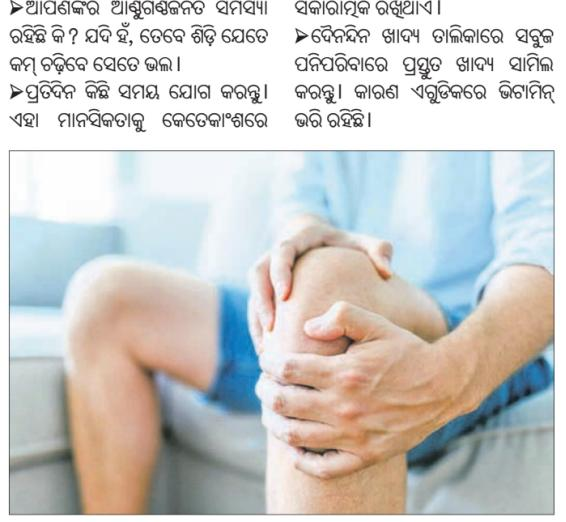 ➤ଆପଣଙ୍କର ଆଣ୍ଠୁଗଣ୍ଠିଜନିତ ସମସ୍ୟା
ରହିଛି କି ? ଯଦି ହଁ, ତେବେ ଶିଡ଼ି ଯେତେ
କମ୍ ଚଢ଼ିବେ ସେତେ ଭଲ ।
➤ପ୍ରତିଦିନ କିଛି ସମୟ ଯୋଗ କରନ୍ତୁ ।
ଏହା ମାନସିକତାକୁ କେତେକାଂଶରେ
ସକାରାତ୍ମକ ରଖିଥାଏ ।
➤ଦୈନନ୍ଦିନ ଖାଦ୍ୟ ତାଲିକାରେ ସବୁଜ
ପନିପରିବାରେ ପ୍ରସ୍ତୁତ ଖାଦ୍ୟ ସାମିଲ
କରନ୍ତୁ । କାରଣ ଏଗୁଡିକରେ ଭିଟାମିନ୍
ଭରି ରହିଛି ।